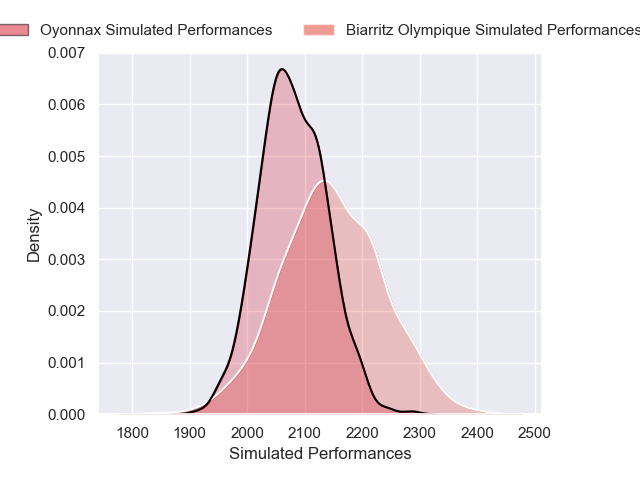 Oyonnax Simulated Performances
Biarritz Olympique Simulated Performances
0.007
0.006
0.005
0.004
0.003
0.002
0.001
0.000
Density
1800 1900 2000 2100 2200 2300 2400 2500
Simulated Performances